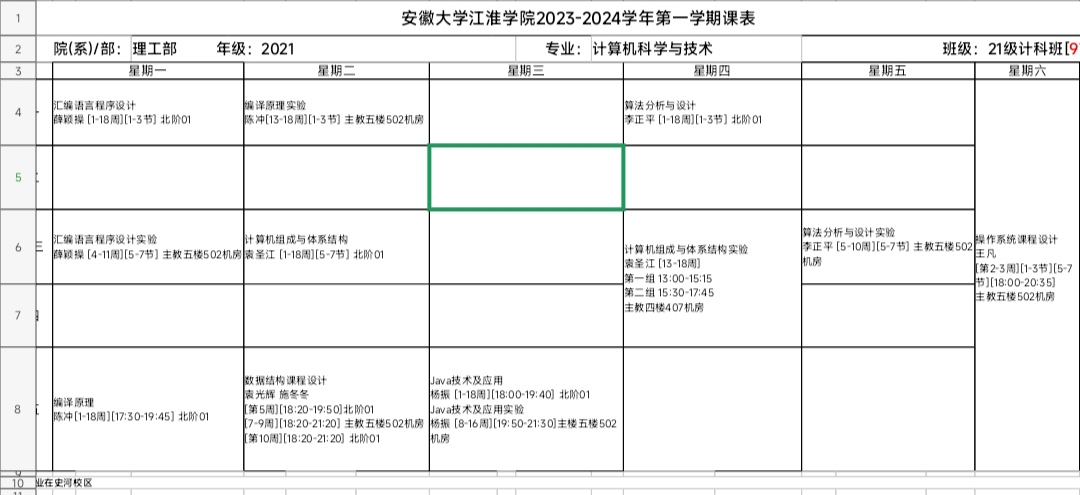 1
安徽大学江淮学院2023-2024学年第一学期课表
2
院(系)/部：理工部 年级：2021 专业：计算机科学与技术 班级：21级计科班[9
3
星期一 星期二 星期三 星期四 星期五 星期六
4
汇编语言程序设计
薛颖操 [1-18周][1-3节] 北阶01
编译原理实验
陈冲[13-18周][1-3节] 主教五楼502机房
算法分析与设计
李正平 [1-18周][1-3节] 北阶01
5
6
三
汇编语言程序设计实验
薛颖操 [4-11周][5-7节] 主教五楼502机房
计算机组成与体系结构
袁圣江 [1-18周][5-7节] 北阶01
计算机组成与体系结构实验
袁圣江 [13-18周]
第一组 13:00-15:15
第二组 15:30-17:45
主教四楼407机房
算法分析与设计实验
李正平 [5-10周][5-7节] 主教五楼502
机房
操作系统课程设计
王凡
[第2-3周][1-3节][5-7
节][18:00-20:35]
主教五楼502机房
7
8
编译原理
陈冲[1-18周][17:30-19:45] 北阶01
数据结构课程设计
袁光辉 施冬冬
[第5周][18:20-19:50]北阶01
[7-9周][18:20-21:20] 主教五楼502机房
[第10周][18:20-21:20] 北阶01
Java技术及应用
杨振 [1-18周][18:00-19:40] 北阶01
Java技术及应用实验
杨振 [8-16周][19:50-21:30]主楼五楼502
机房
10
业在史河校区